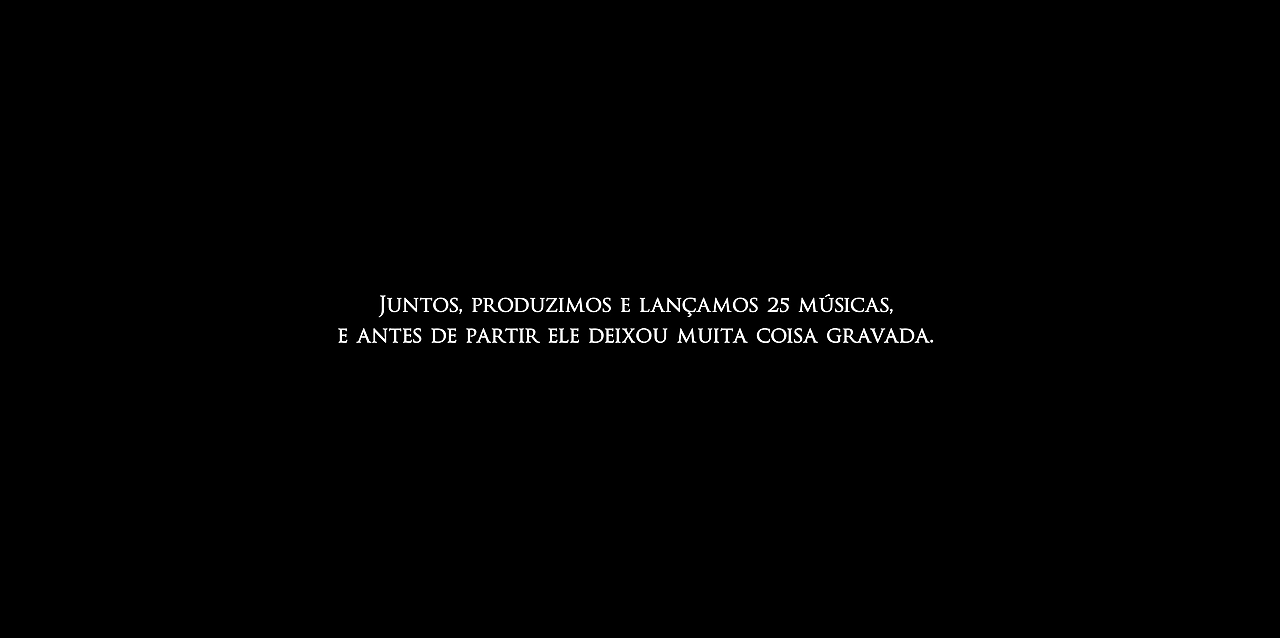 Juntos, produzimos e lançamos 25 músicas,
e antes de partir ele deixou muita coisa gravada.